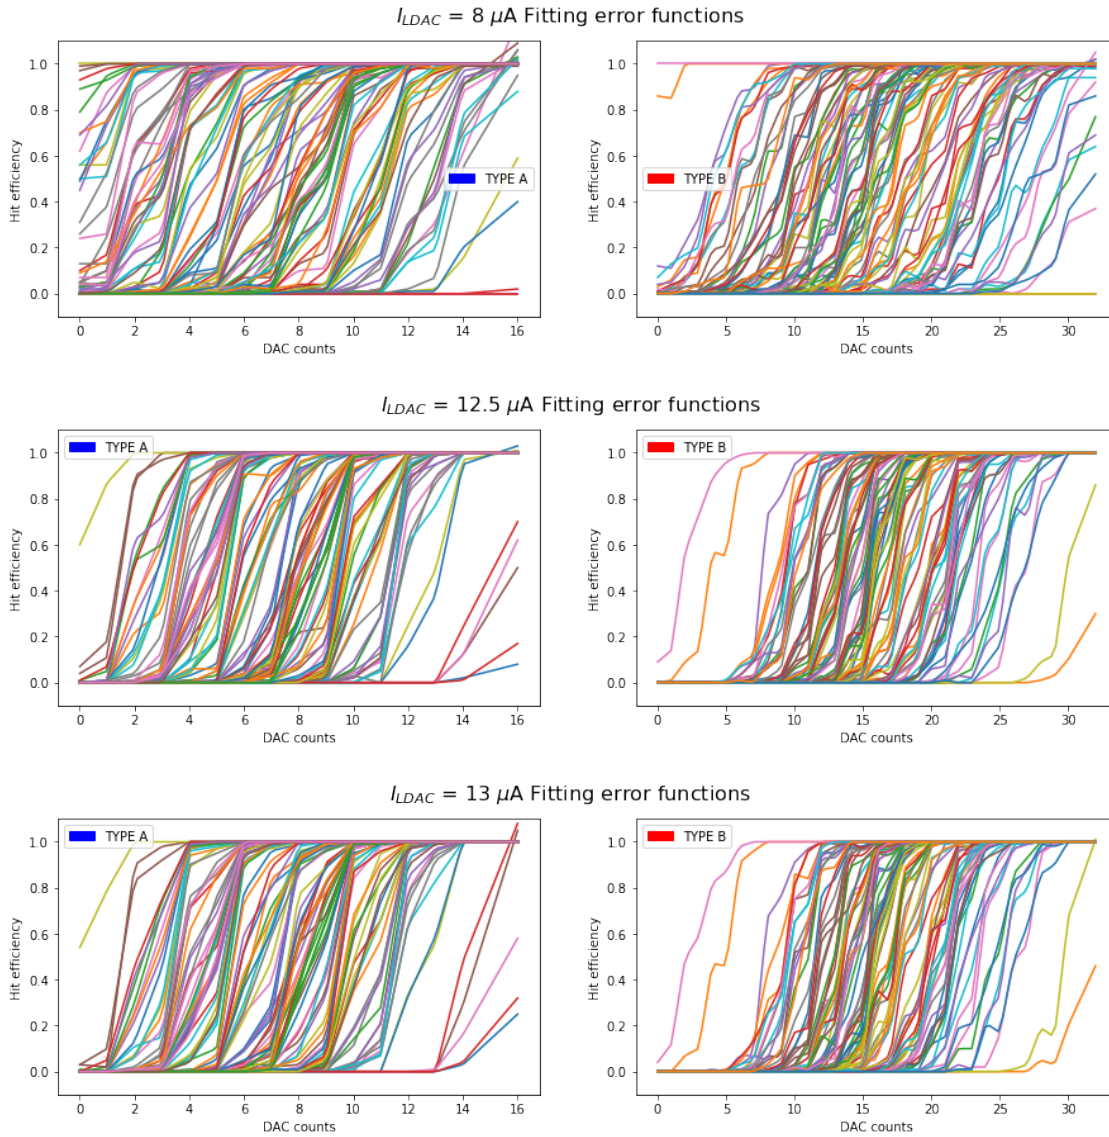 I_LDAC = 8 μA Fitting error functions
1.0
0.8
0.6
0.4
0.2
0.0
Hit efficiency
TYPE A
0 2 4 6 8 10 12 14 16
DAC counts
1.0
0.8
0.6
0.4
0.2
0.0
Hit efficiency
TYPE B
0 5 10 15 20 25 30
DAC counts
I_LDAC = 12.5 μA Fitting error functions
1.0
0.8
0.6
0.4
0.2
0.0
Hit efficiency
TYPE A
0 2 4 6 8 10 12 14 16
DAC counts
1.0
0.8
0.6
0.4
0.2
0.0
Hit efficiency
TYPE B
0 5 10 15 20 25 30
DAC counts
I_LDAC = 13 μA Fitting error functions
1.0
0.8
0.6
0.4
0.2
0.0
Hit efficiency
TYPE A
0 2 4 6 8 10 12 14 16
DAC counts
1.0
0.8
0.6
0.4
0.2
0.0
Hit efficiency
TYPE B
0 5 10 15 20 25 30
DAC counts